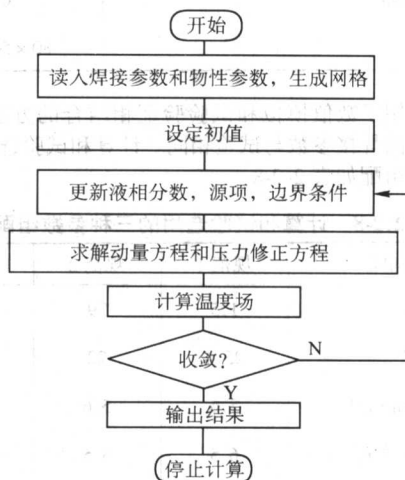 开始
读入焊接参数和物性参数，生成网格
设定初值
更新液相分数，源项，边界条件
求解动量方程和压力修正方程
计算温度场
收敛?
N
Y
输出结果
停止计算